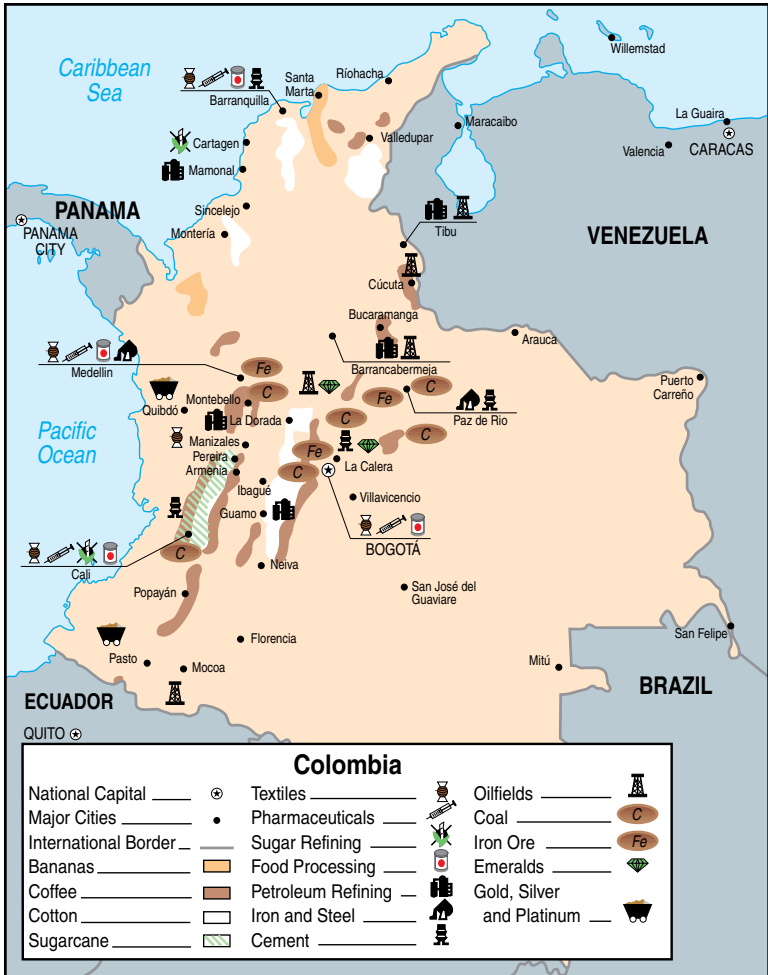 Caribbean
Sea
Willemstad
Santa
Marta
Ríohacha
Barranquilla
La Guaira
Maracaibo
Cartagen
Valledupar
Valencia
CARACAS
Mamonal
PANAMA
Sincelejo
PANAMA
CITY
Montería
Tibu
VENEZUELA
Cúcuta
Bucaramanga
Arauca
Medellin
Barrancabermeja
Fe
Puerto
Carreño
C
Fe
C
Montebello
Quibdó
La Dorada
C
Paz de Rio
C
Pacific
Ocean
Manizales
Fe
Pereira
La Calera
Armenia
C
Ibagué
Villavicencio
Guamo
BOGOTÁ
C
Cali
Neiva
Popayán
San José del
Guaviare
Florencia
San Felipe
Pasto
Mocoa
Mitú
ECUADOR
BRAZIL
QUITO
Colombia
National Capital
Major Cities
International Border
Bananas
Coffee
Cotton
Sugarcane
Textiles
Pharmaceuticals
Sugar Refining
Food Processing
Petroleum Refining
Iron and Steel
Cement
Oilfields
Coal
C
Iron Ore
Fe
Emeralds
Gold, Silver
and Platinum